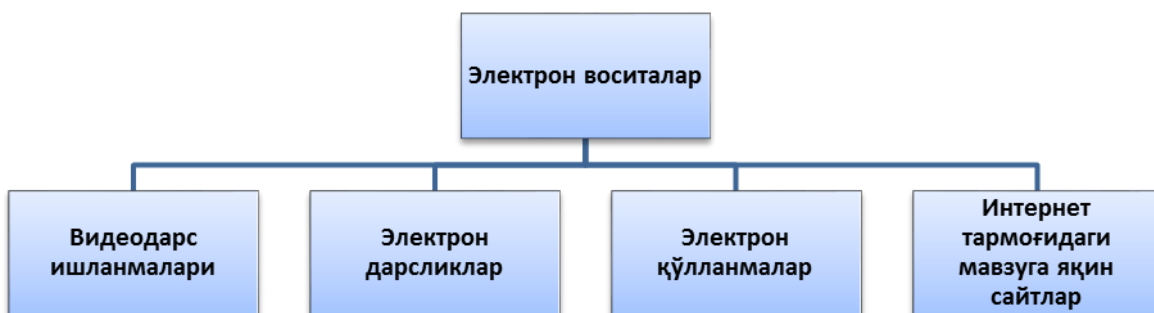 Электрон воситалар
Видеодарс
ишланмалари
Электрон
дарсликлар
Электрон
қўлланмалар
Интернет
тармоғидаги
мавзуга яқин
сайтлар